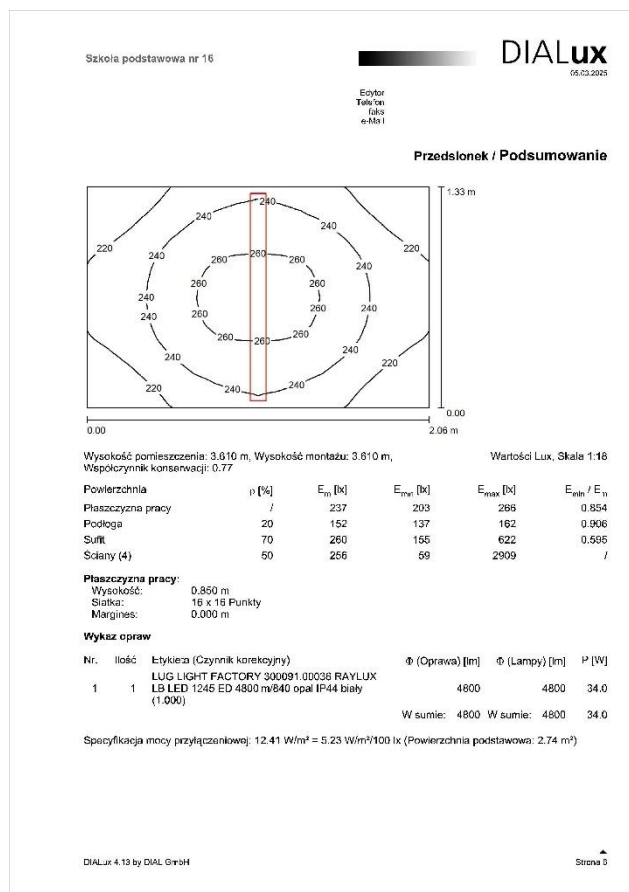 Szkoła podstawowa nr 16
DIALux
05.03.2025
Edytor
Telefon
faks
e-Mail
Przedsionek / Podsumowanie
240
1.33 m
240
240
220
260
260
260
220
240
240
260
260
240
240
260
260
240
260
260
260
240
240
220
220
240
240
0.00
0.00
2.06 m
Wysokość pomieszczenia: 3.610 m, Wysokość montażu: 3.610 m,
Współczynnik konserwacji: 0.77
Wartości Lux, Skala 1:18
Powierzchnia ρ [%] Em [lx] Emin [lx] Emax [lx] Emin / Em
Płaszczyzna pracy / 237 203 266 0.854
Podłoga 20 152 137 162 0.906
Sufit 70 260 155 622 0.595
Ściany (4) 50 256 59 2909 /
Płaszczyzna pracy:
Wysokość: 0.850 m
Siatka: 16 x 16 Punkty
Margines: 0.000 m
Wykaz opraw
Nr. Ilość Etykieta (Czynnik korekcyjny) Φ (Oprawa) [lm] Φ (Lampy) [lm] P [W]
LUG LIGHT FACTORY 300091.00036 RAYLUX
1 1 LB LED 1245 ED 4800 m/840 opal IP44 biały 4800 4800 34.0
(1.000)
W sumie: 4800 W sumie: 4800 34.0
Specyfikacja mocy przyłączeniowej: 12.41 W/m² = 5.23 W/m²/100 lx (Powierzchnia podstawowa: 2.74 m²)
DIALux 4.13 by DIAL GmbH
Strona 6